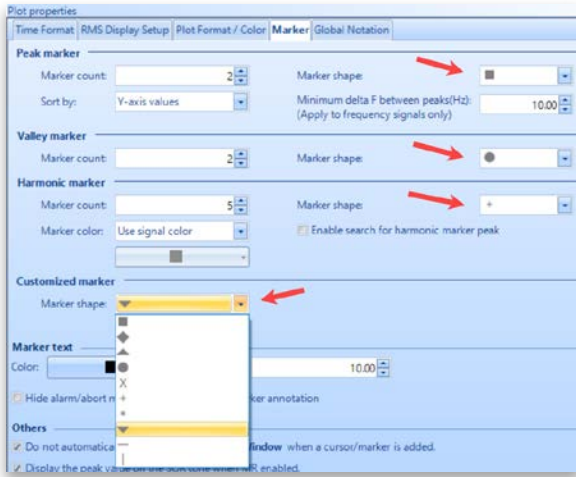 Plot properties
Time Format RMS Display Setup Plot Format / Color Marker Global Notation
Peak marker
Marker count: 2 Marker shape:
Sort by: Y-axis values Minimum delta F between peaks(Hz): 10.00
(Apply to frequency signals only)
Valley marker
Marker count: 2 Marker shape:
Harmonic marker
Marker count: 5 Marker shape:
Marker color: Use signal color Enable search for harmonic marker peak
Customized marker
Marker shape:
X
Marker text
Color: 10.00
Hide alarm/abort annotation
Others
Do not automatica when a cursor/marker is added.
Display the peak enabled.